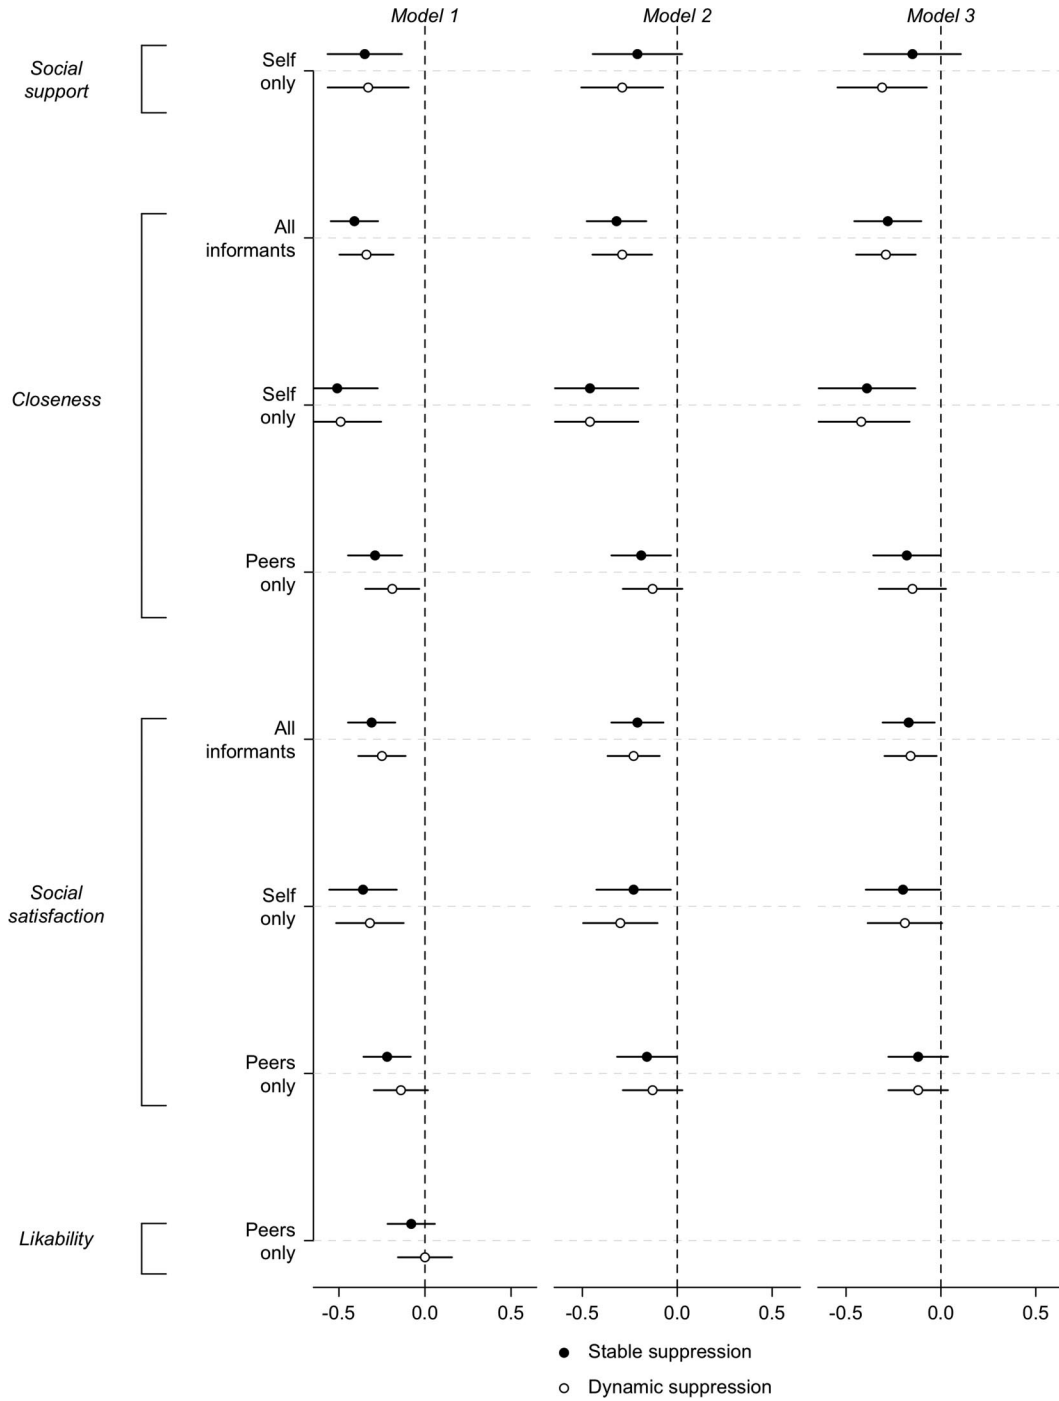 Model 1 Model 2 Model 3
Social
support
Self
only
Closeness
All
informants
Self
only
Peers
only
Social
satisfaction
All
informants
Self
only
Peers
only
Likability
Peers
only
-0.5 0.0 0.5 -0.5 0.0 0.5 -0.5 0.0 0.5
Stable suppression
Dynamic suppression